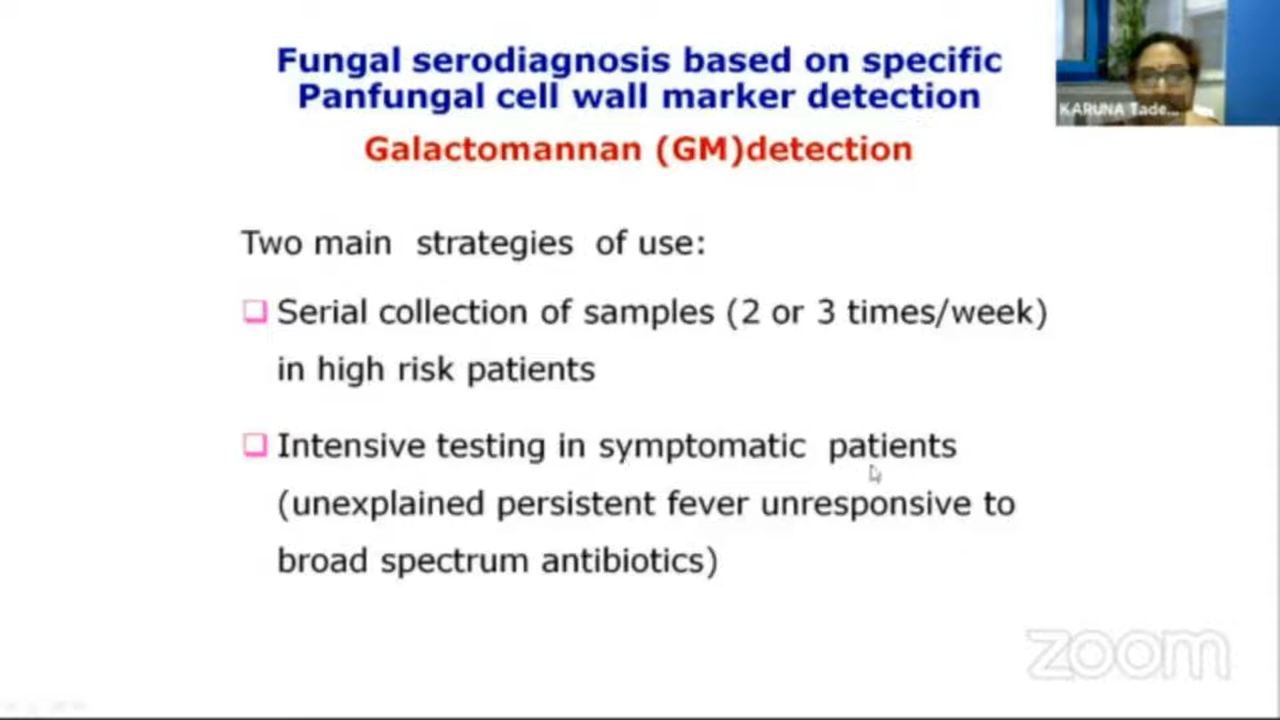 Fungal serodiagnosis based on specific
Panfungal cell wall marker detection
Galactomannan (GM)detection
KARUNA Tade...
Two main strategies of use:
Serial collection of samples (2 or 3 times/week)
in high risk patients
Intensive testing in symptomatic patients
(unexplained persistent fever unresponsive to
broad spectrum antibiotics)
zoom